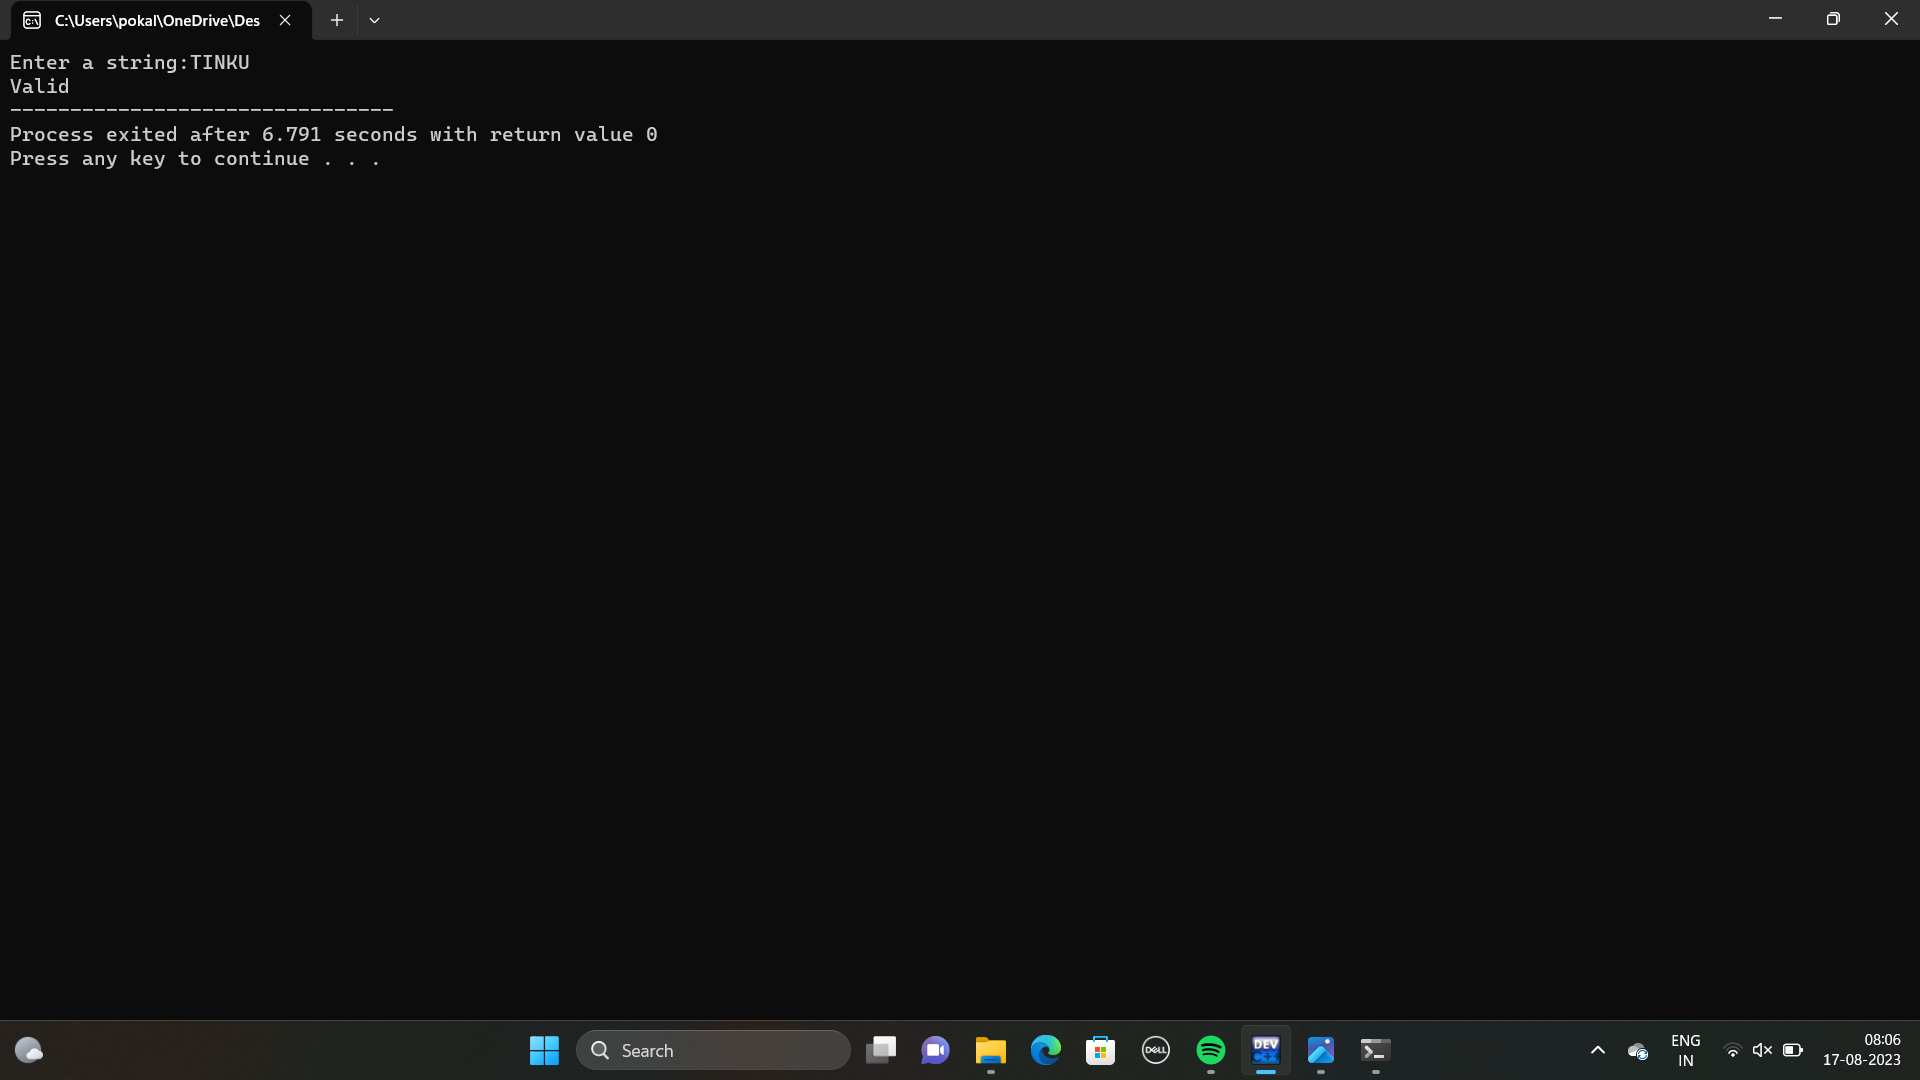 C:\Users\pokal\OneDrive\Des
Enter a string:TINKU
Valid
--------------------------------
Process exited after 6.791 seconds with return value 0
Press any key to continue . . .
Search
DELL
DEV
C++
ENG
IN
08:06
17-08-2023